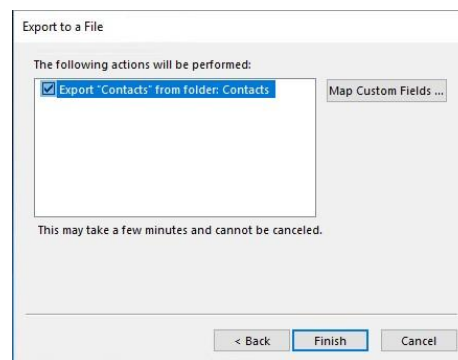 Export to a File
The following actions will be performed:
Export "Contacts" from folder: Contacts
Map Custom Fields ...
This may take a few minutes and cannot be canceled.
< Back
Finish
Cancel